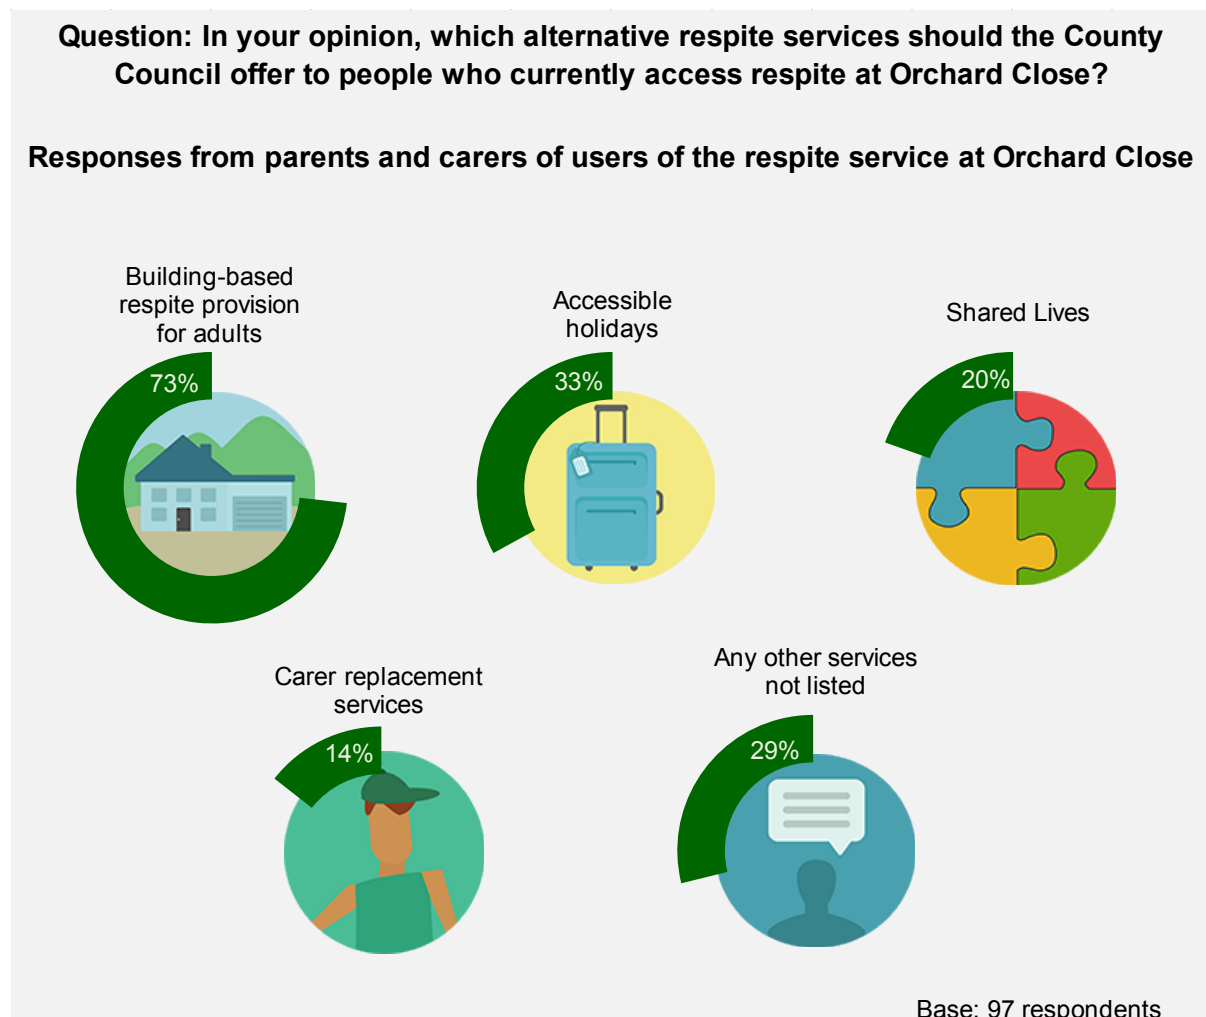 Question: In your opinion, which alternative respite services should the County
Council offer to people who currently access respite at Orchard Close?
Responses from parents and carers of users of the respite service at Orchard Close
Building-based
respite provision
for adults
73%
Accessible
holidays
33%
Shared Lives
20%
Carer replacement
services
14%
Any other services
not listed
29%
Base: 97 respondents